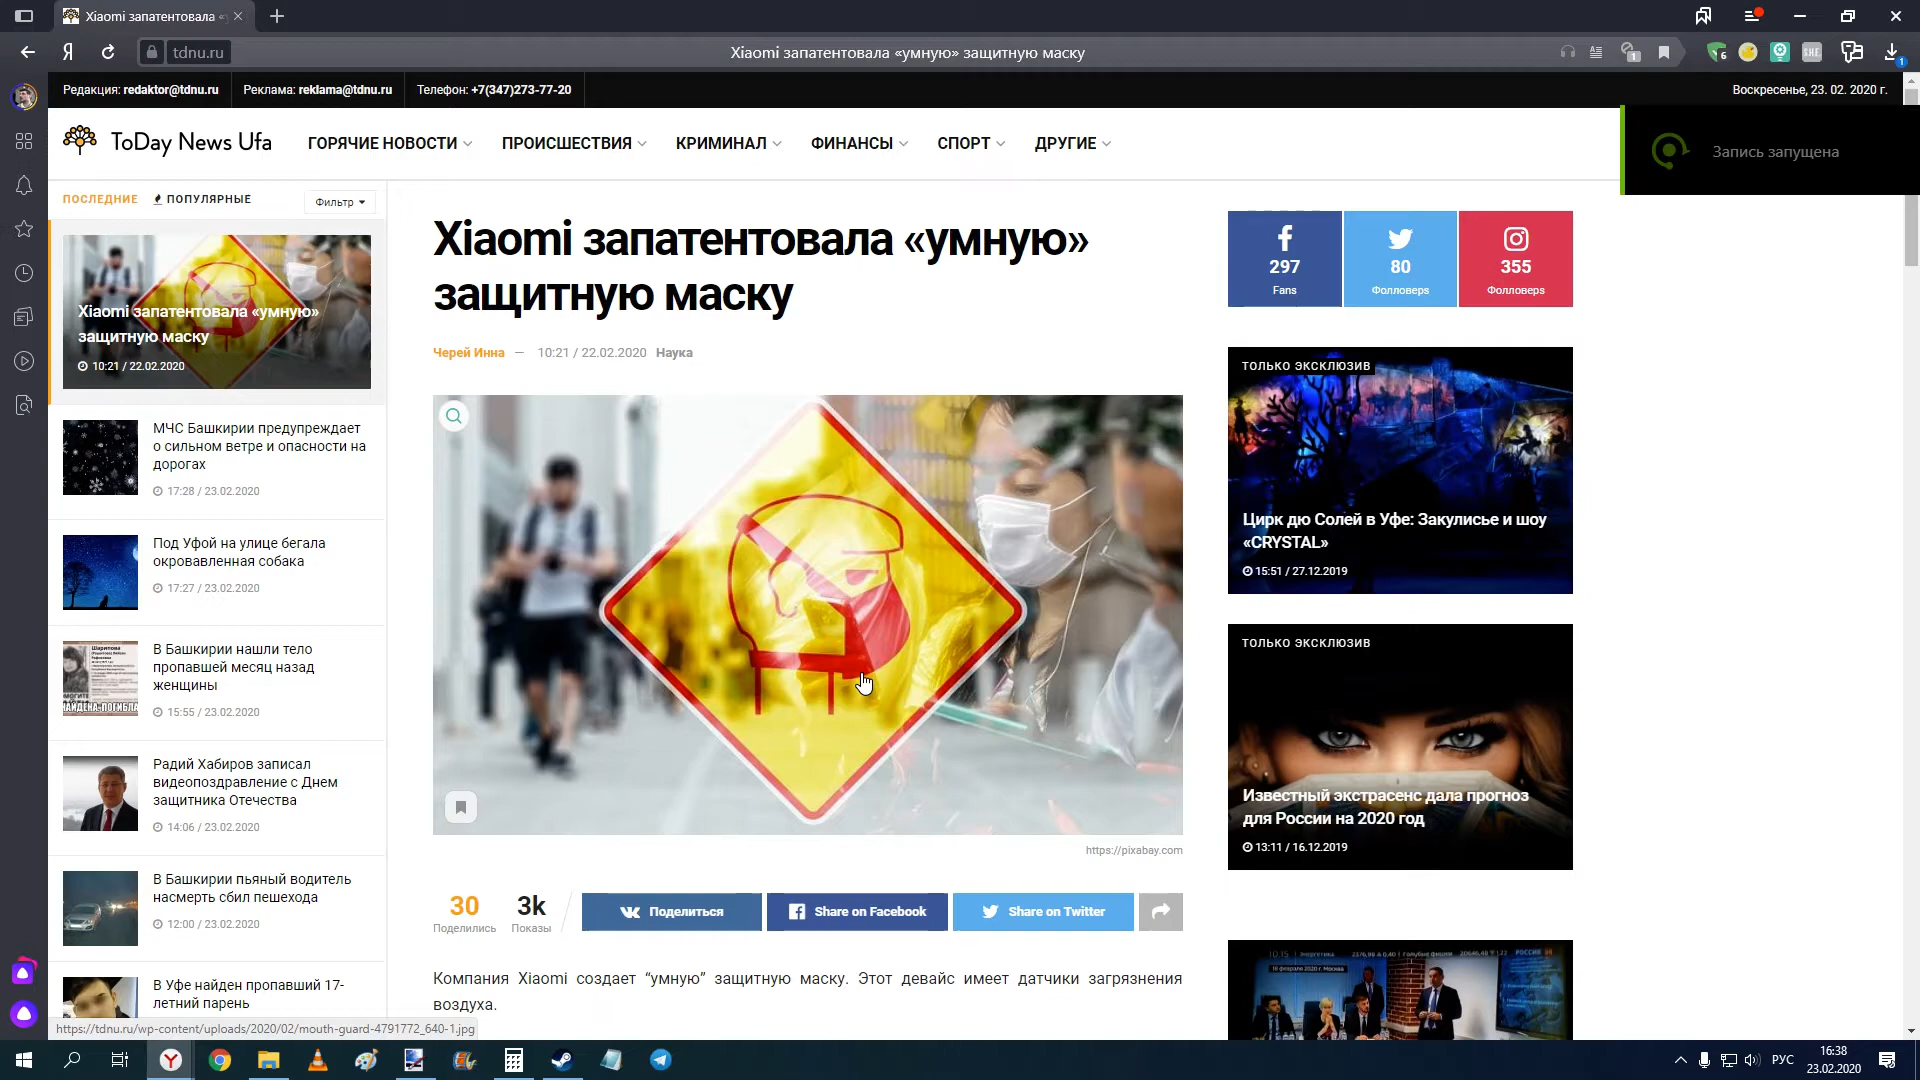 Xiaomi запатентовала «
tdnu.ru
Xiaomi запатентовала «умную» защитную маску
6
1
SHE
1
Редакция: redaktor@tdnu.ru
Реклама: reklama@tdnu.ru
Телефон: +7(347)273-77-20
Воскресенье, 23. 02. 2020 г.
ToDay News Ufa
ГОРЯЧИЕ НОВОСТИ
ПРОИСШЕСТВИЯ
КРИМИНАЛ
ФИНАНСЫ
СПОРТ
ДРУГИЕ
Запись запущена
ПОСЛЕДНИЕ
ПОПУЛЯРНЫЕ
Фильтр
Xiaomi запатентовала «умную»
защитную маску
10:21 / 22.02.2020
МЧС Башкирии предупреждает
о сильном ветре и опасности на
дорогах
17:28 / 23.02.2020
Под Уфой на улице бегала
окровавленная собака
17:27 / 23.02.2020
В Башкирии нашли тело
пропавшей месяц назад
женщины
15:55 / 23.02.2020
НАЙДЕНА-ПОГИБЛА
Радий Хабиров записал
видеопоздравление с Днем
защитника Отечества
14:06 / 23.02.2020
В Башкирии пьяный водитель
насмерть сбил пешехода
12:00 / 23.02.2020
В Уфе найден пропавший 17-
летний парень
Xiaomi запатентовала «умную»
защитную маску
Черей Инна — 10:21 / 22.02.2020 Наука
https://pixabay.com
30
Поделились
3k
Показы
Поделиться
Share on Facebook
Share on Twitter
Компания Xiaomi создает “умную” защитную маску. Этот девайс имеет датчики загрязнения
воздуха.
297
Fans
80
Фолловерs
355
Фолловерs
ТОЛЬКО ЭКСКЛЮЗИВ
Цирк дю Солей в Уфе: Закулисье и шоу
«CRYSTAL»
15:51 / 27.12.2019
ТОЛЬКО ЭКСКЛЮЗИВ
Известный экстрасенс дала прогноз
для России на 2020 год
13:11 / 16.12.2019
https://tdnu.ru/wp-content/uploads/2020/02/mouth-guard-4791772_640-1.jpg
РУС
16:38
23.02.2020